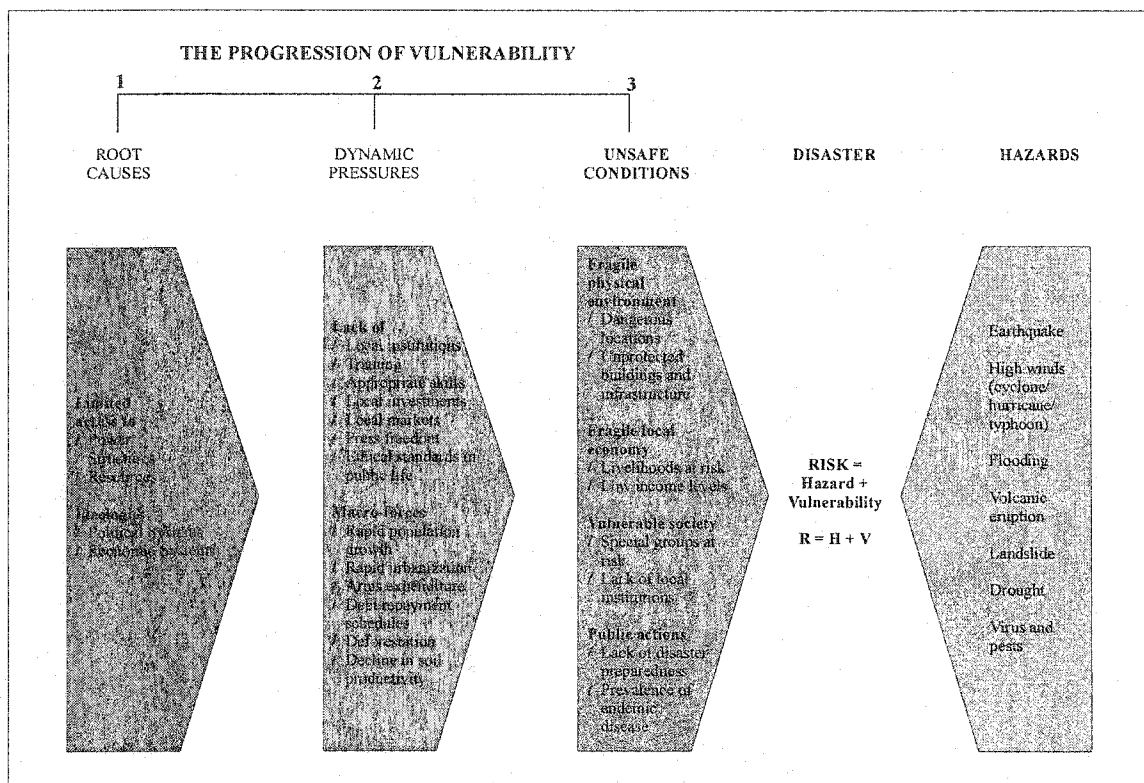 THE PROGRESSION OF VULNERABILITY
1
2
3
ROOT
CAUSES
DYNAMIC
PRESSURES
UNSAFE
CONDITIONS
DISASTER
HAZARDS
Limited
access to
Power
Structures
Resources
Ideologies
Political systems
Economic systems
Lack of
Local institutions
Training
Appropriate skills
Local investments
Local markets
Press freedom
Ethical standards in
public life
Macro-forces
Rapid population
growth
Rapid urbanization
Arms expenditure
Debt repayment
schedules
Deforestation
Decline in soil
productivity
Fragile
physical
environment
Dangerous
locations
Unprotected
buildings and
infrastructure
Fragile local
economy
Livelihoods at risk
Low income levels
Vulnerable society
Special groups at
risk
Lack of local
institutions
Public actions
Lack of disaster
preparedness
Prevalence of
endemic
disease
RISK =
Hazard +
Vulnerability
R = H + V
Earthquake
High winds
(cyclone/
hurricane/
typhoon)
Flooding
Volcanic
eruption
Landslide
Drought
Virus and
pests